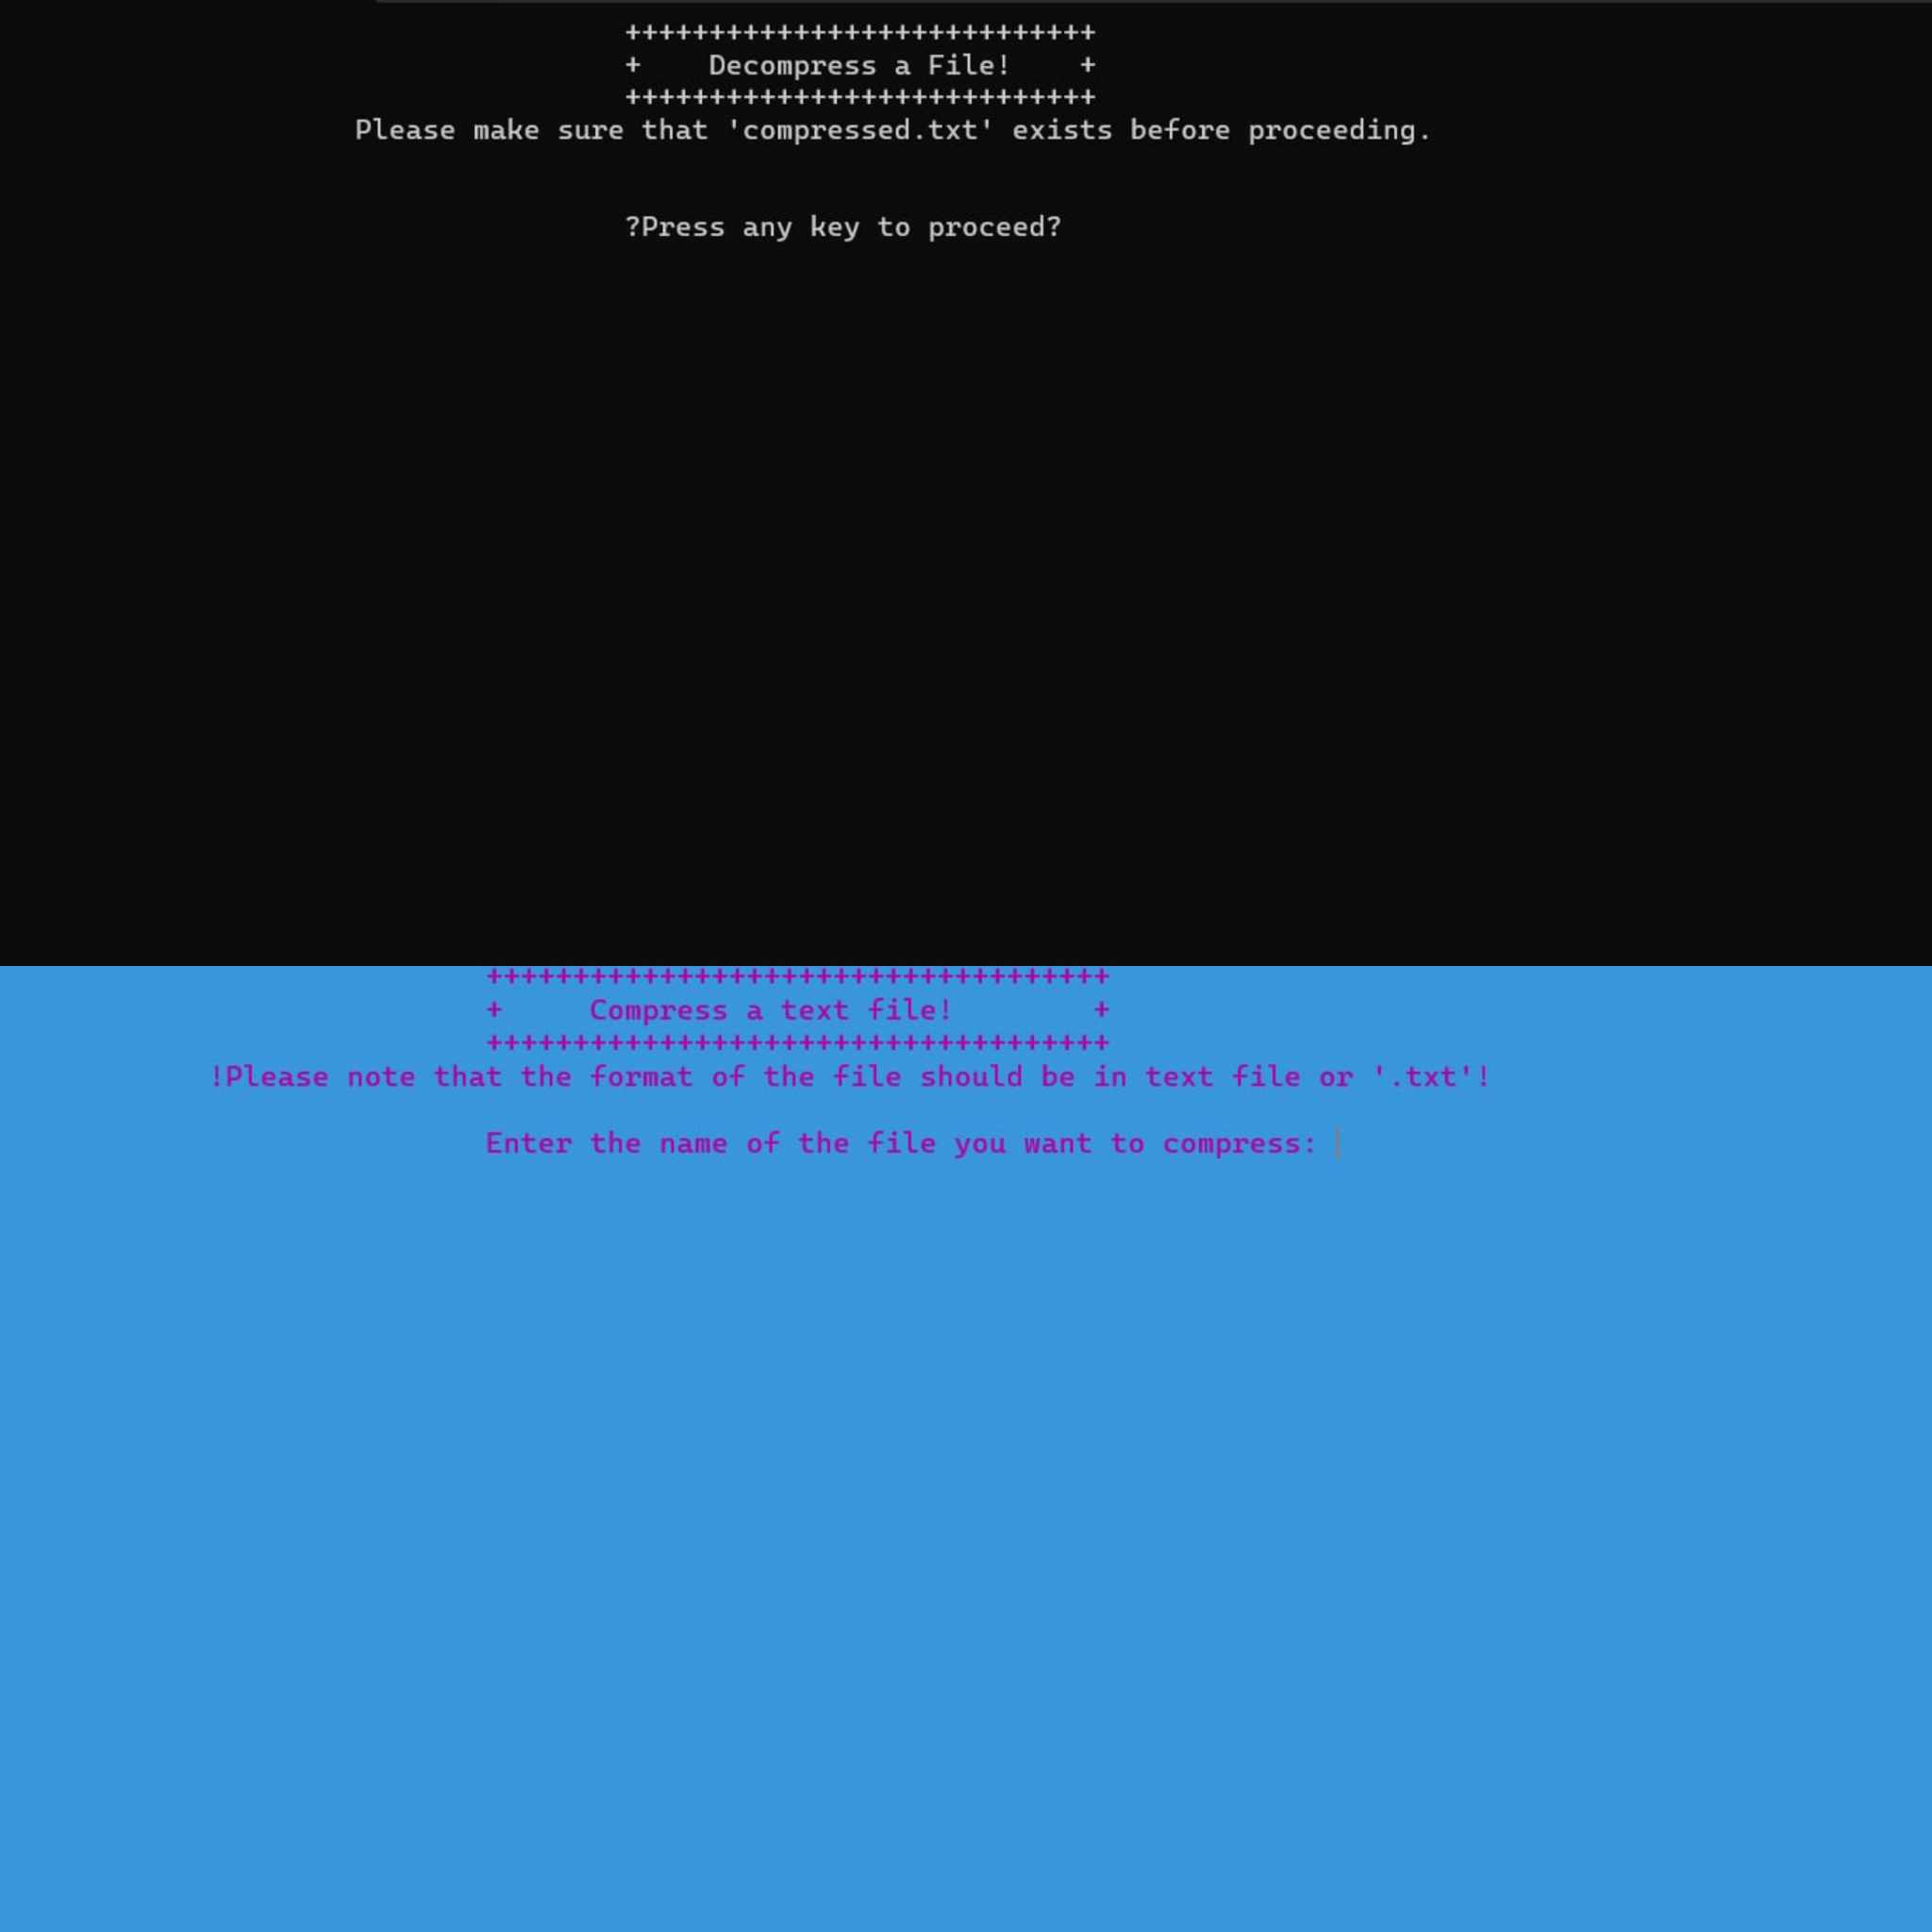 ++++++++++++++++++++++++++++
+    Decompress a File!    +
++++++++++++++++++++++++++++
Please make sure that 'compressed.txt' exists before proceeding.
?Press any key to proceed?
++++++++++++++++++++++++++++++++++++
+     Compress a text file!        +
++++++++++++++++++++++++++++++++++++
!Please note that the format of the file should be in text file or '.txt'!
Enter the name of the file you want to compress: